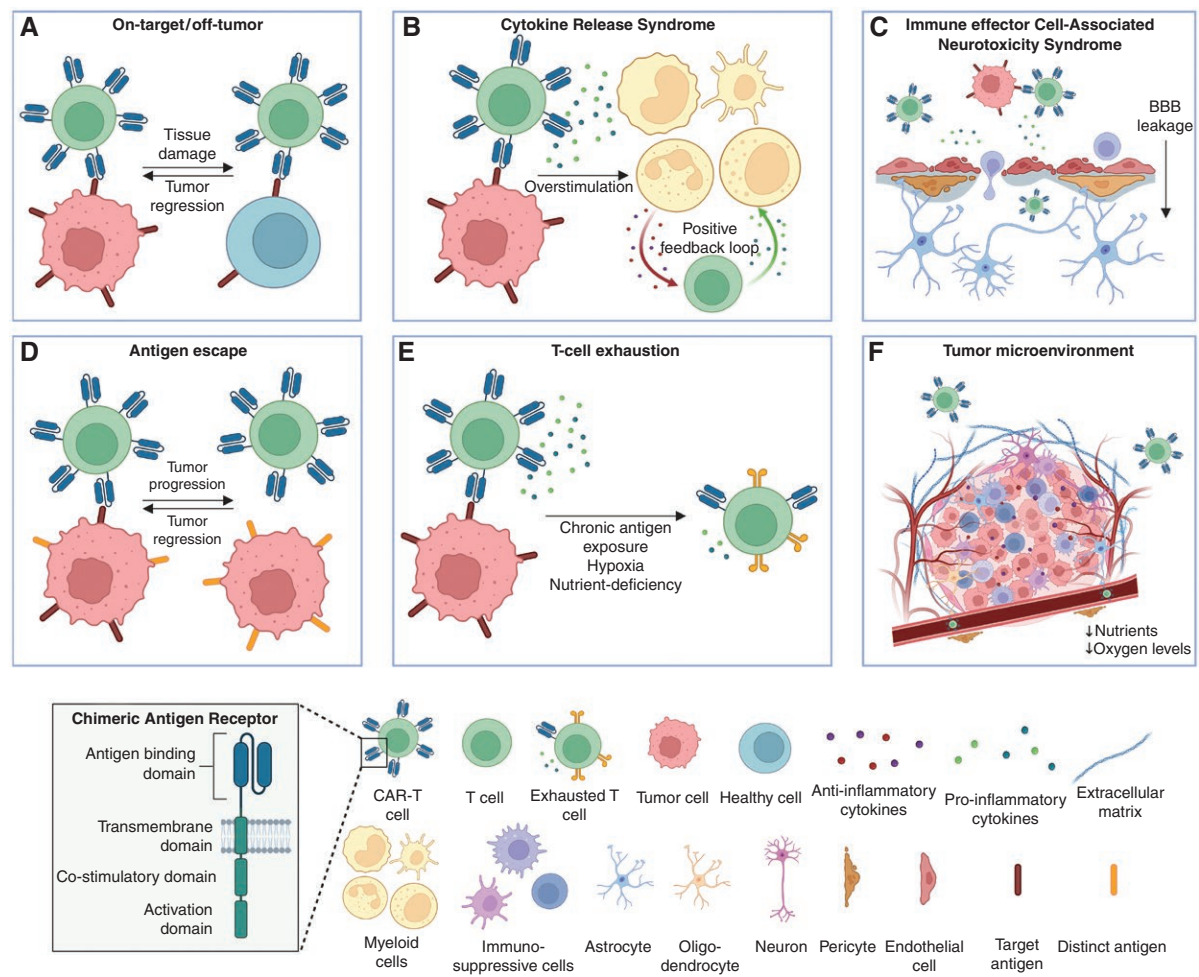 A
On-target/off-tumor
Tissue
damage
Tumor
regression
B
Cytokine Release Syndrome
Overstimulation
Positive
feedback loop
C
Immune effector Cell-Associated
Neurotoxicity Syndrome
BBB
leakage
D
Antigen escape
Tumor
progression
Tumor
regression
E
T-cell exhaustion
Chronic antigen
exposure
Hypoxia
Nutrient-deficiency
F
Tumor microenvironment
↓Nutrients
↓Oxygen levels
Chimeric Antigen Receptor
Antigen binding
domain
Transmembrane
domain
Co-stimulatory domain
Activation
domain
CAR-T
cell
T cell
Exhausted T
cell
Tumor cell
Healthy cell
Anti-inflammatory
cytokines
Pro-inflammatory
cytokines
Extracellular
matrix
Myeloid
cells
Immuno-
suppressive cells
Astrocyte
Oligo-
dendrocyte
Neuron
Pericyte
Endothelial
cell
Target
antigen
Distinct antigen